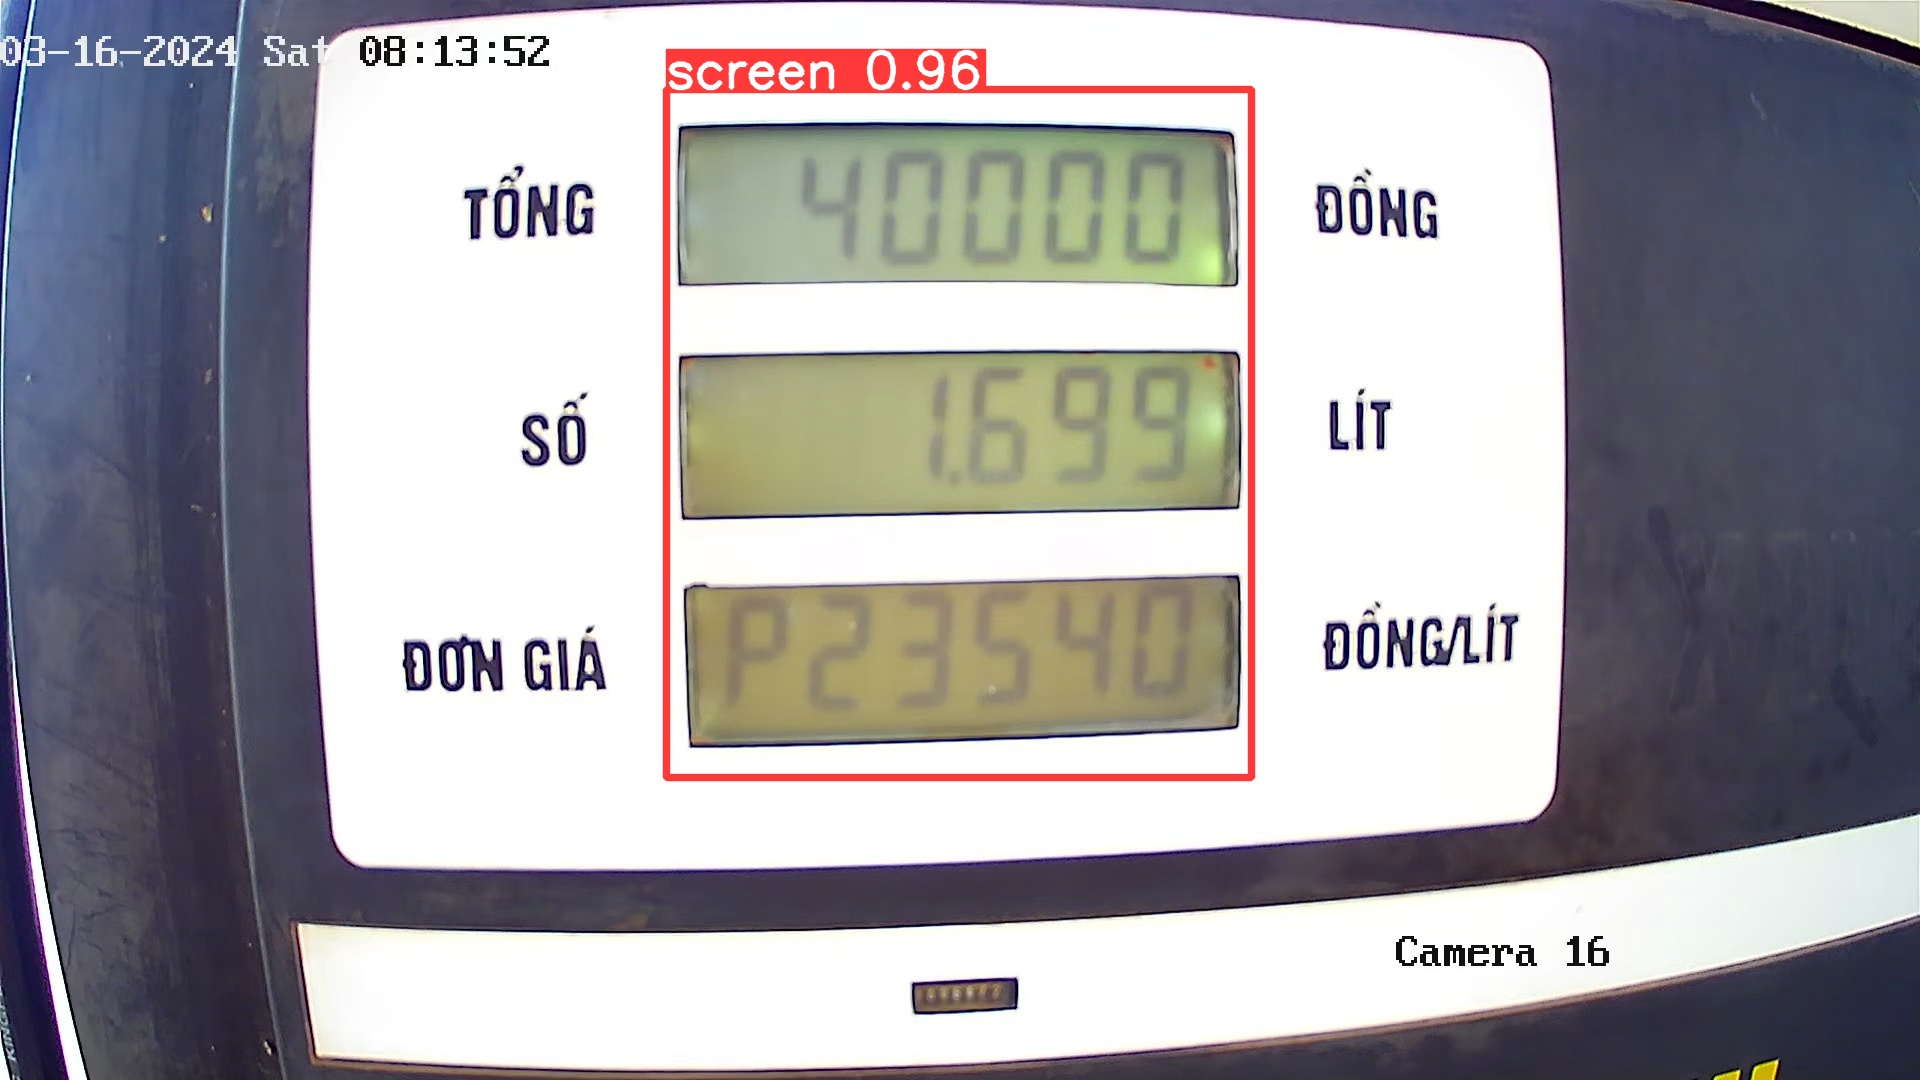 03-16-2024 Sat 08:13:52
screen 0.96
TỔNG 40000 ĐỒNG
SỐ 1.699 LÍT
ĐƠN GIÁ P23540 ĐỒNG/LÍT
Camera 16